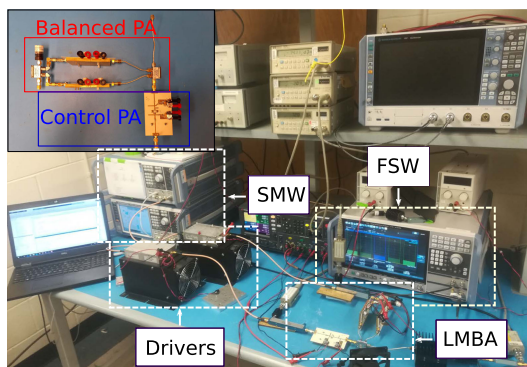 Balanced PA
Control PA
SMW
FSW
Drivers
LMBA